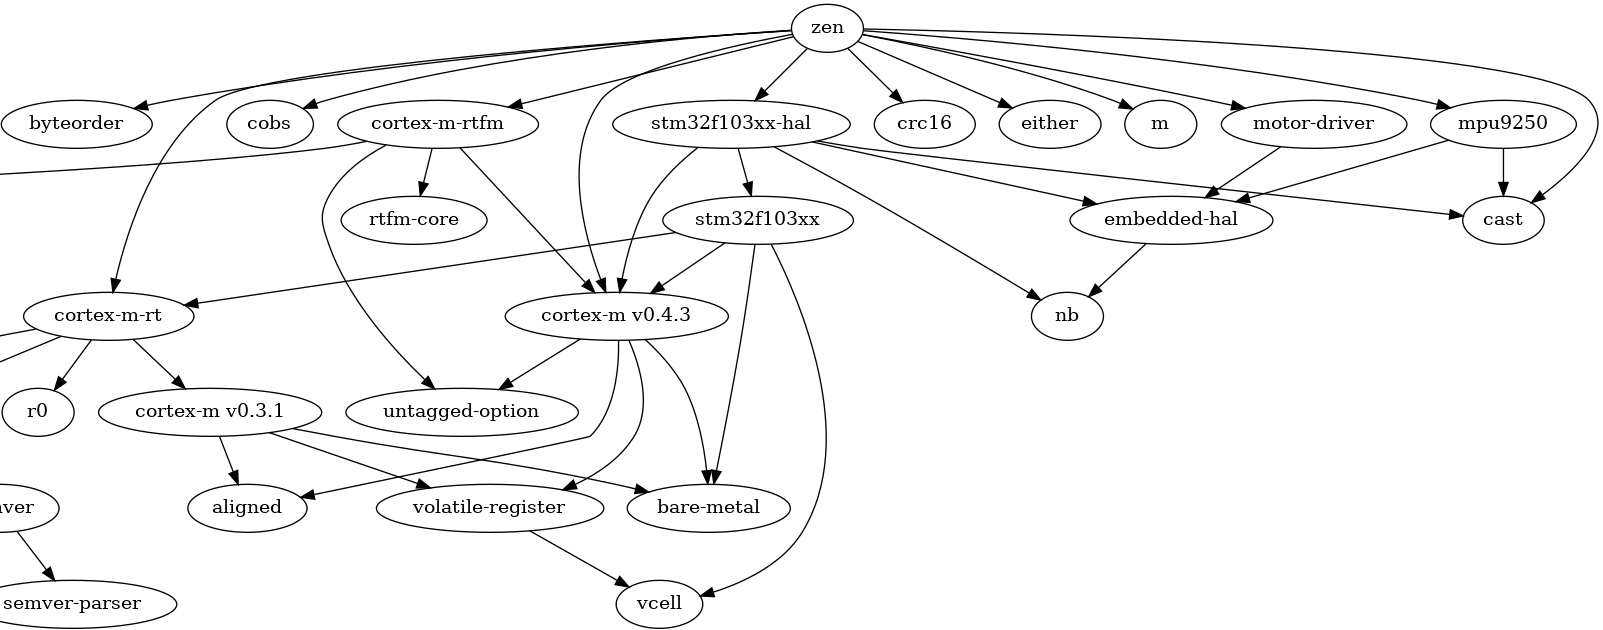 zen
byteorder
cobs
cortex-m-rtfm
stm32f103xx-hal
crc16
either
m
motor-driver
mpu9250
rtfm-core
stm32f103xx
embedded-hal
cast
cortex-m-rt
cortex-m v0.4.3
nb
r0
cortex-m v0.3.1
untagged-option
ver
aligned
volatile-register
bare-metal
semver-parser
vcell